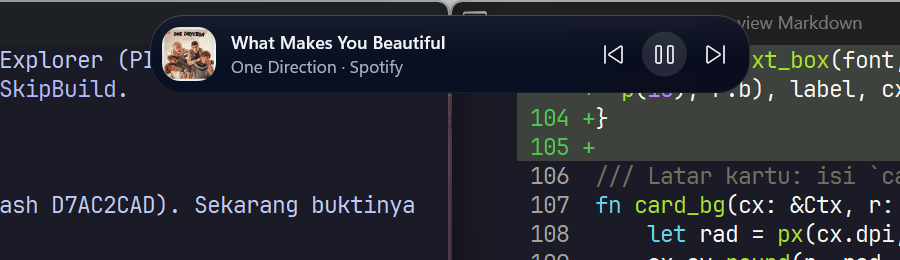 view Markdown
ONE DIRECTION
What Makes You Beautiful
One Direction · Spotify
Explorer (Pl
SkipBuild.
ash D7AC2CAD). Sekarang buktinya
xt_box(font,
.b), label, cx
104 +}
105 +
106 /// Latar kartu: isi `ca
107 fn card_bg(cx: &Ctx, r:
108 let rad = px(cx.dpi,